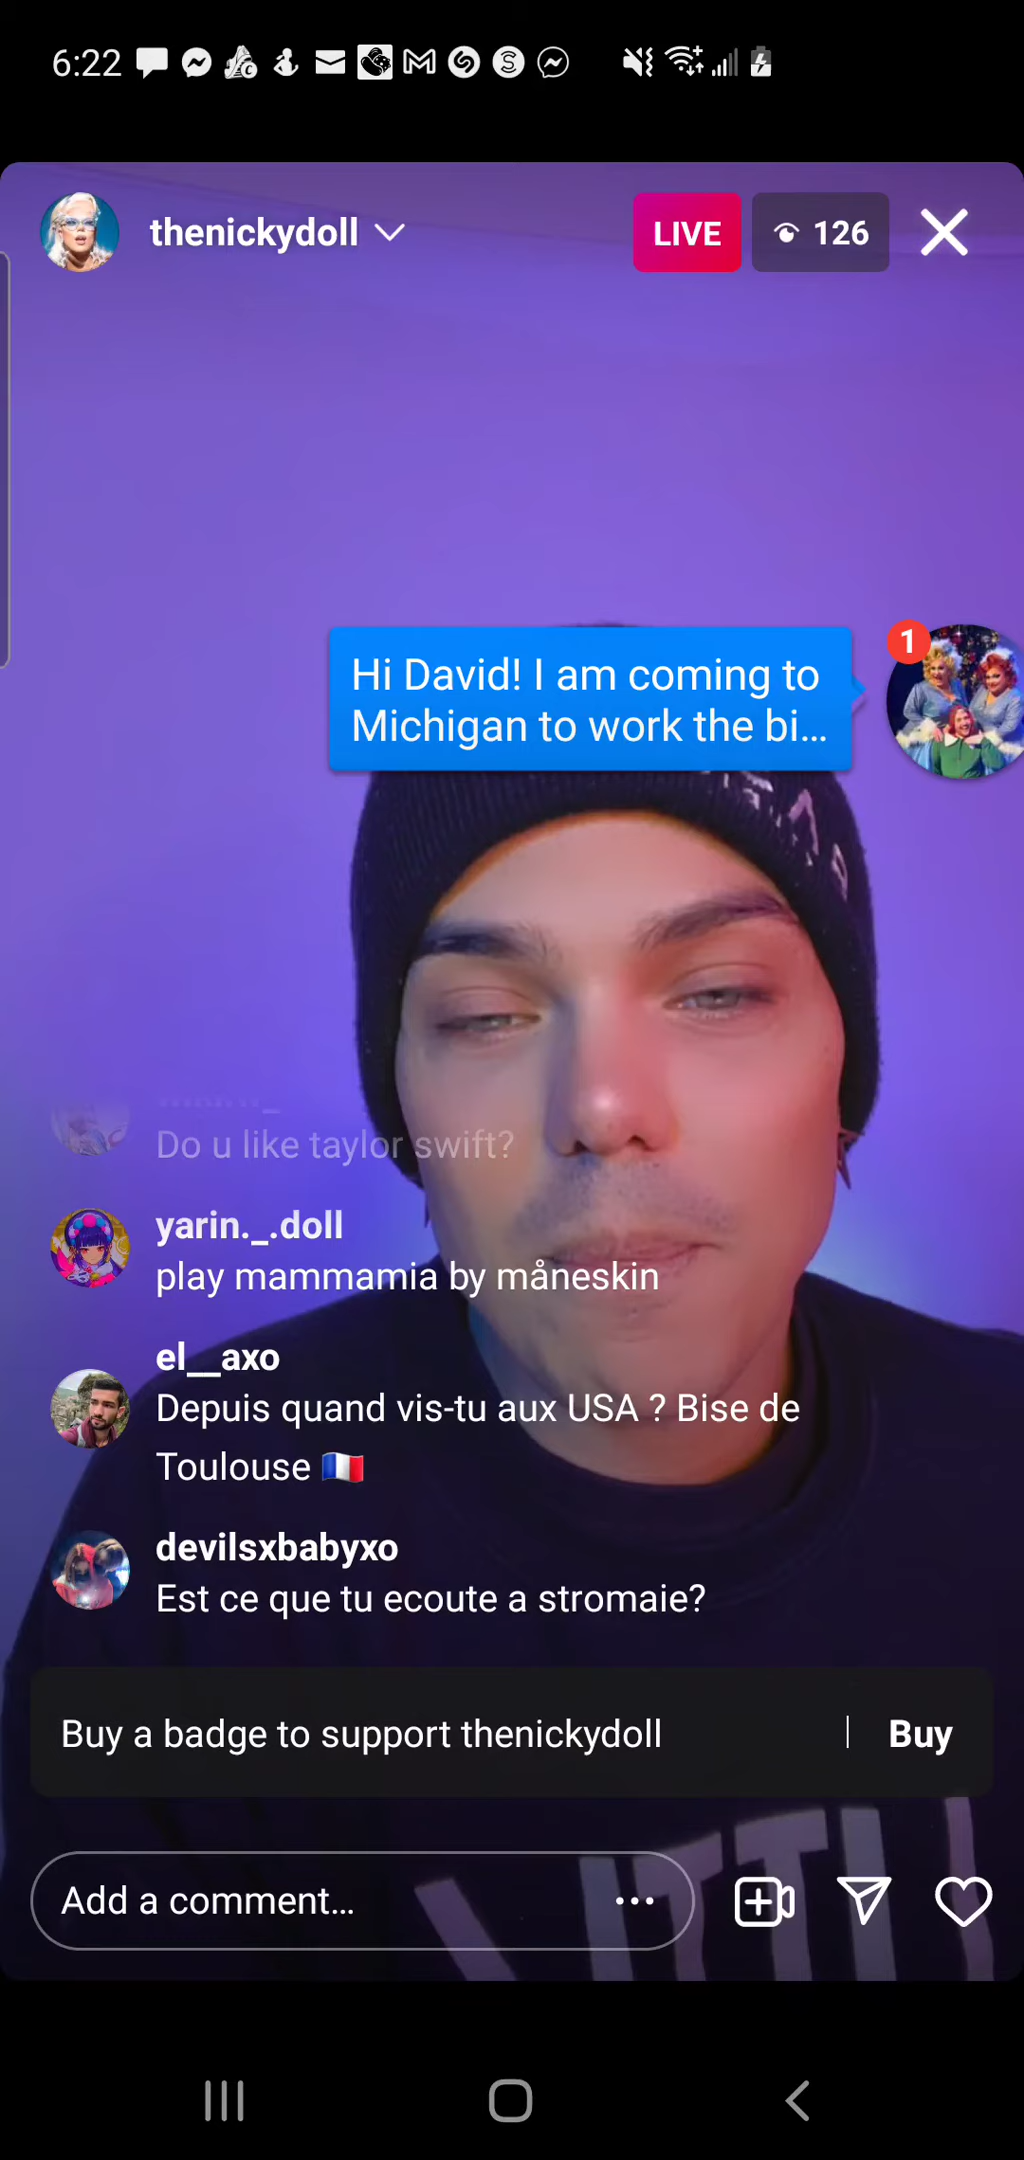 6:22
thenickydoll
LIVE
126
1
Hi David! I am coming to
Michigan to work the bi...
Do u like taylor swift?
yarin._.doll
play mammamia by måneskin
el__axo
Depuis quand vis-tu aux USA ? Bise de
Toulouse 🇫🇷
devilsxbabyxo
Est ce que tu ecoute a stromaie?
Buy a badge to support thenickydoll | Buy
Add a comment...